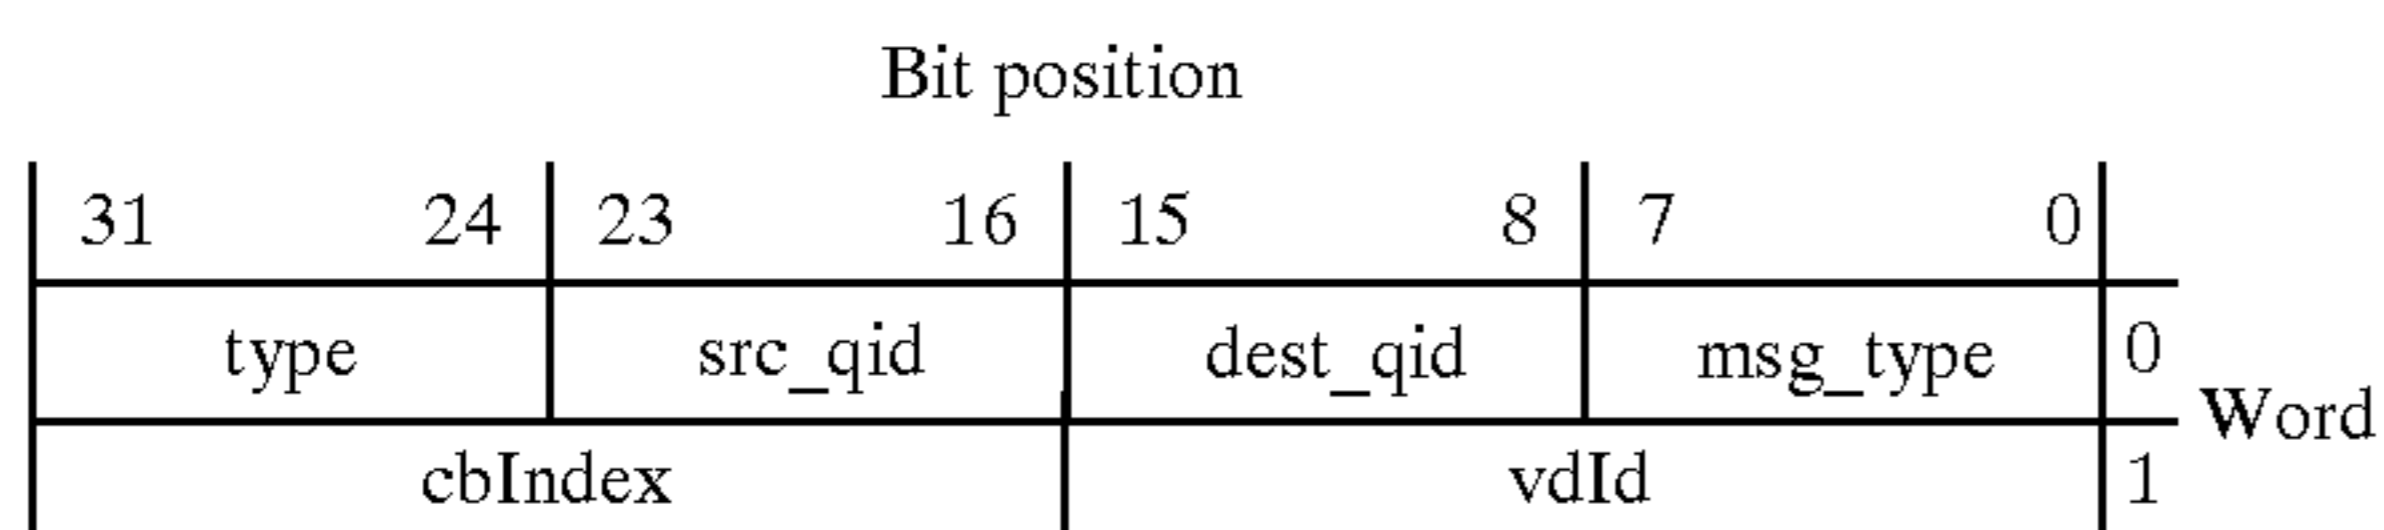 Bit position
31 24 23 16 15 8 7 0
type src_qid dest_qid msg_type 0
Word
cbIndex vdId 1